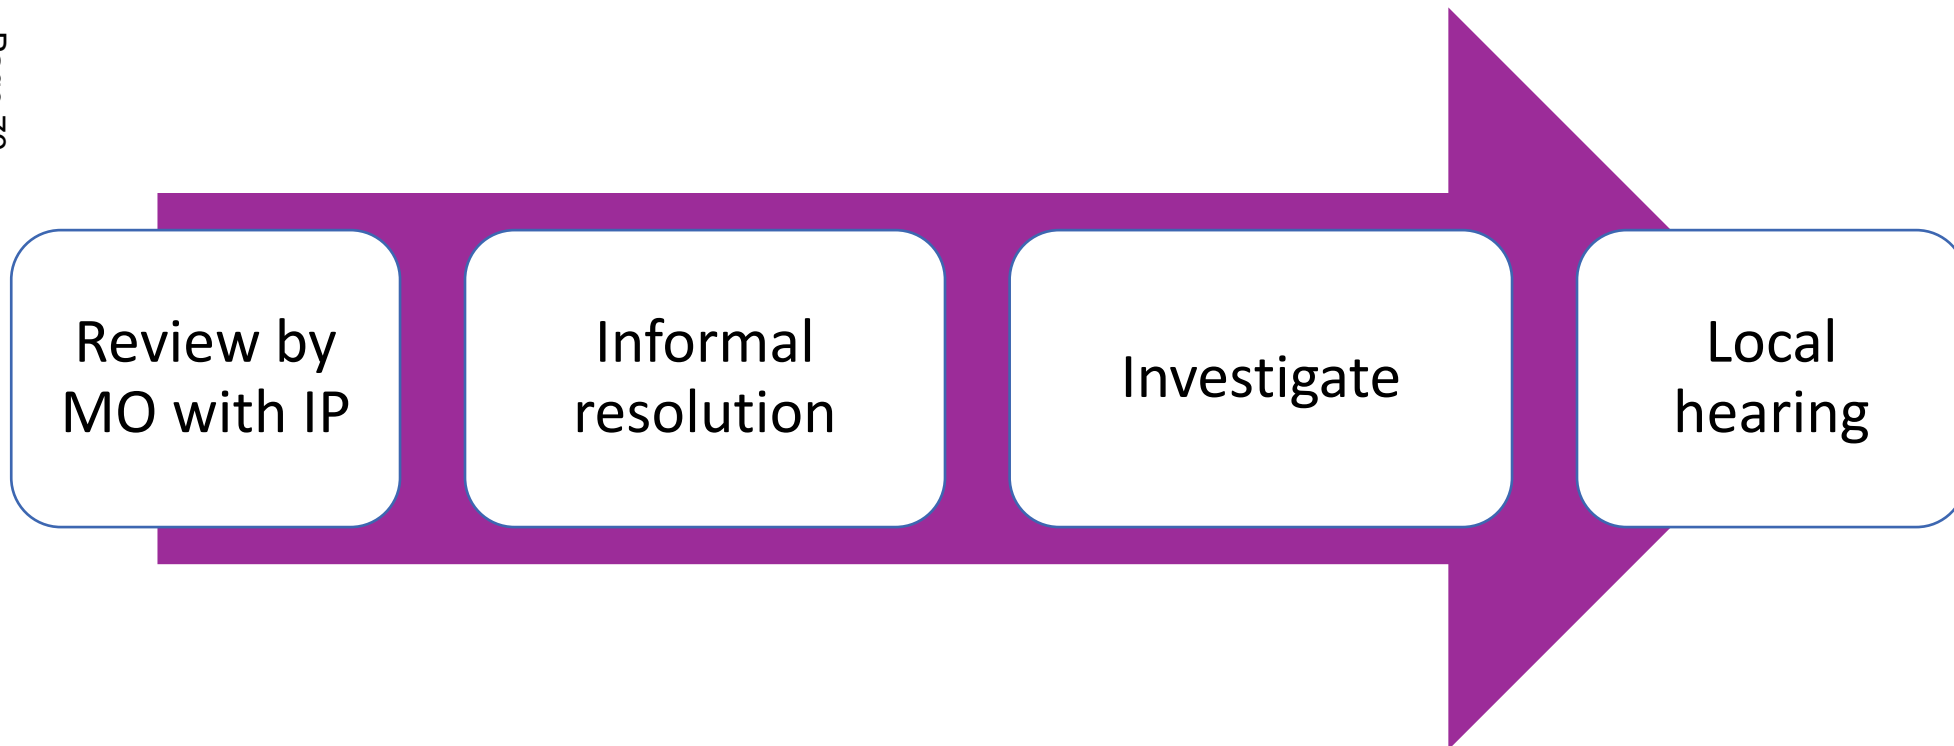 Review by
MO with IP
Informal
resolution
Investigate
Local
hearing